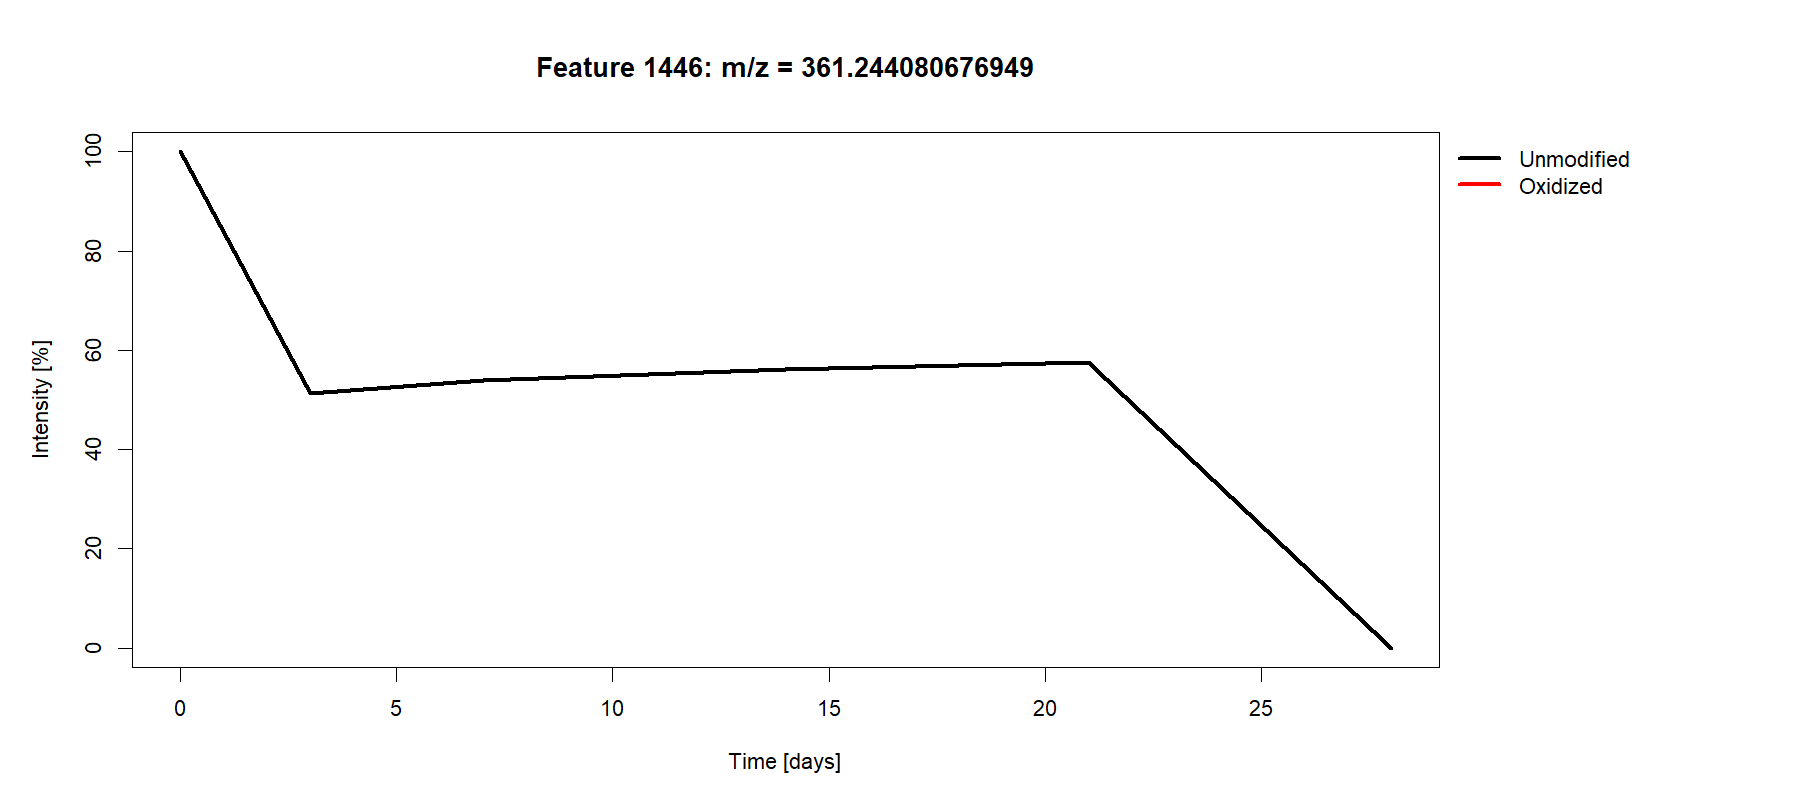 Feature 1446: m/z = 361.244080676949
Unmodified
Oxidized
Intensity [%]
100
80
60
40
20
0
0 5 10 15 20 25
Time [days]